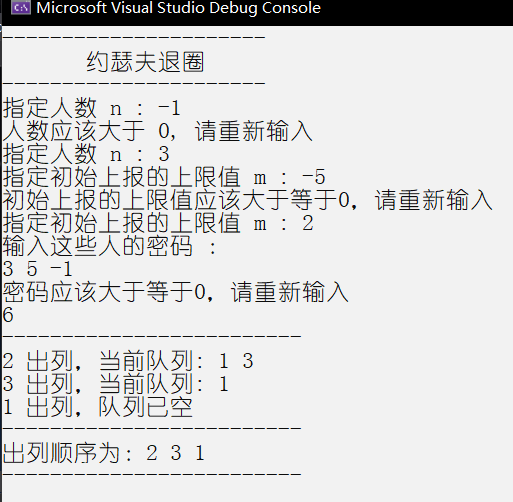 Microsoft Visual Studio Debug Console
----------------------
约瑟夫退圈
----------------------
指定人数 n : -1
人数应该大于 0, 请重新输入
指定人数 n : 3
指定初始上报的上限值 m : -5
初始上报的上限值应该大于等于0, 请重新输入
指定初始上报的上限值 m : 2
输入这些人的密码 :
3 5 -1
密码应该大于等于0, 请重新输入
6
-------------------------
2 出列, 当前队列: 1 3
3 出列, 当前队列: 1
1 出列, 队列已空
-------------------------
出列顺序为: 2 3 1
-------------------------